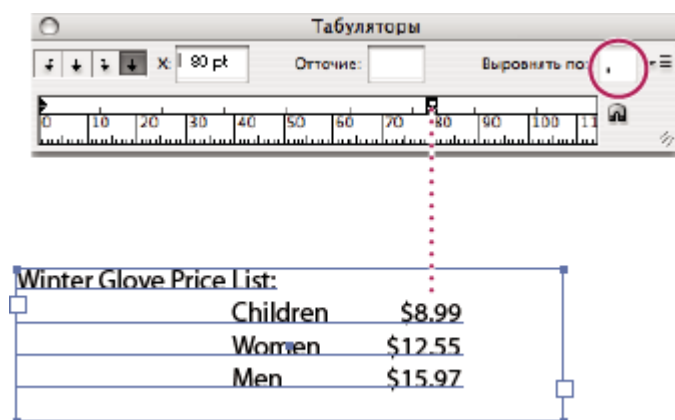 Табуляторы
X: 80 pt Отточие: Выровнять по: ,
0 10 20 30 40 50 60 70 80 90 100 11
Winter Glove Price List:
Children $8.99
Women $12.55
Men $15.97